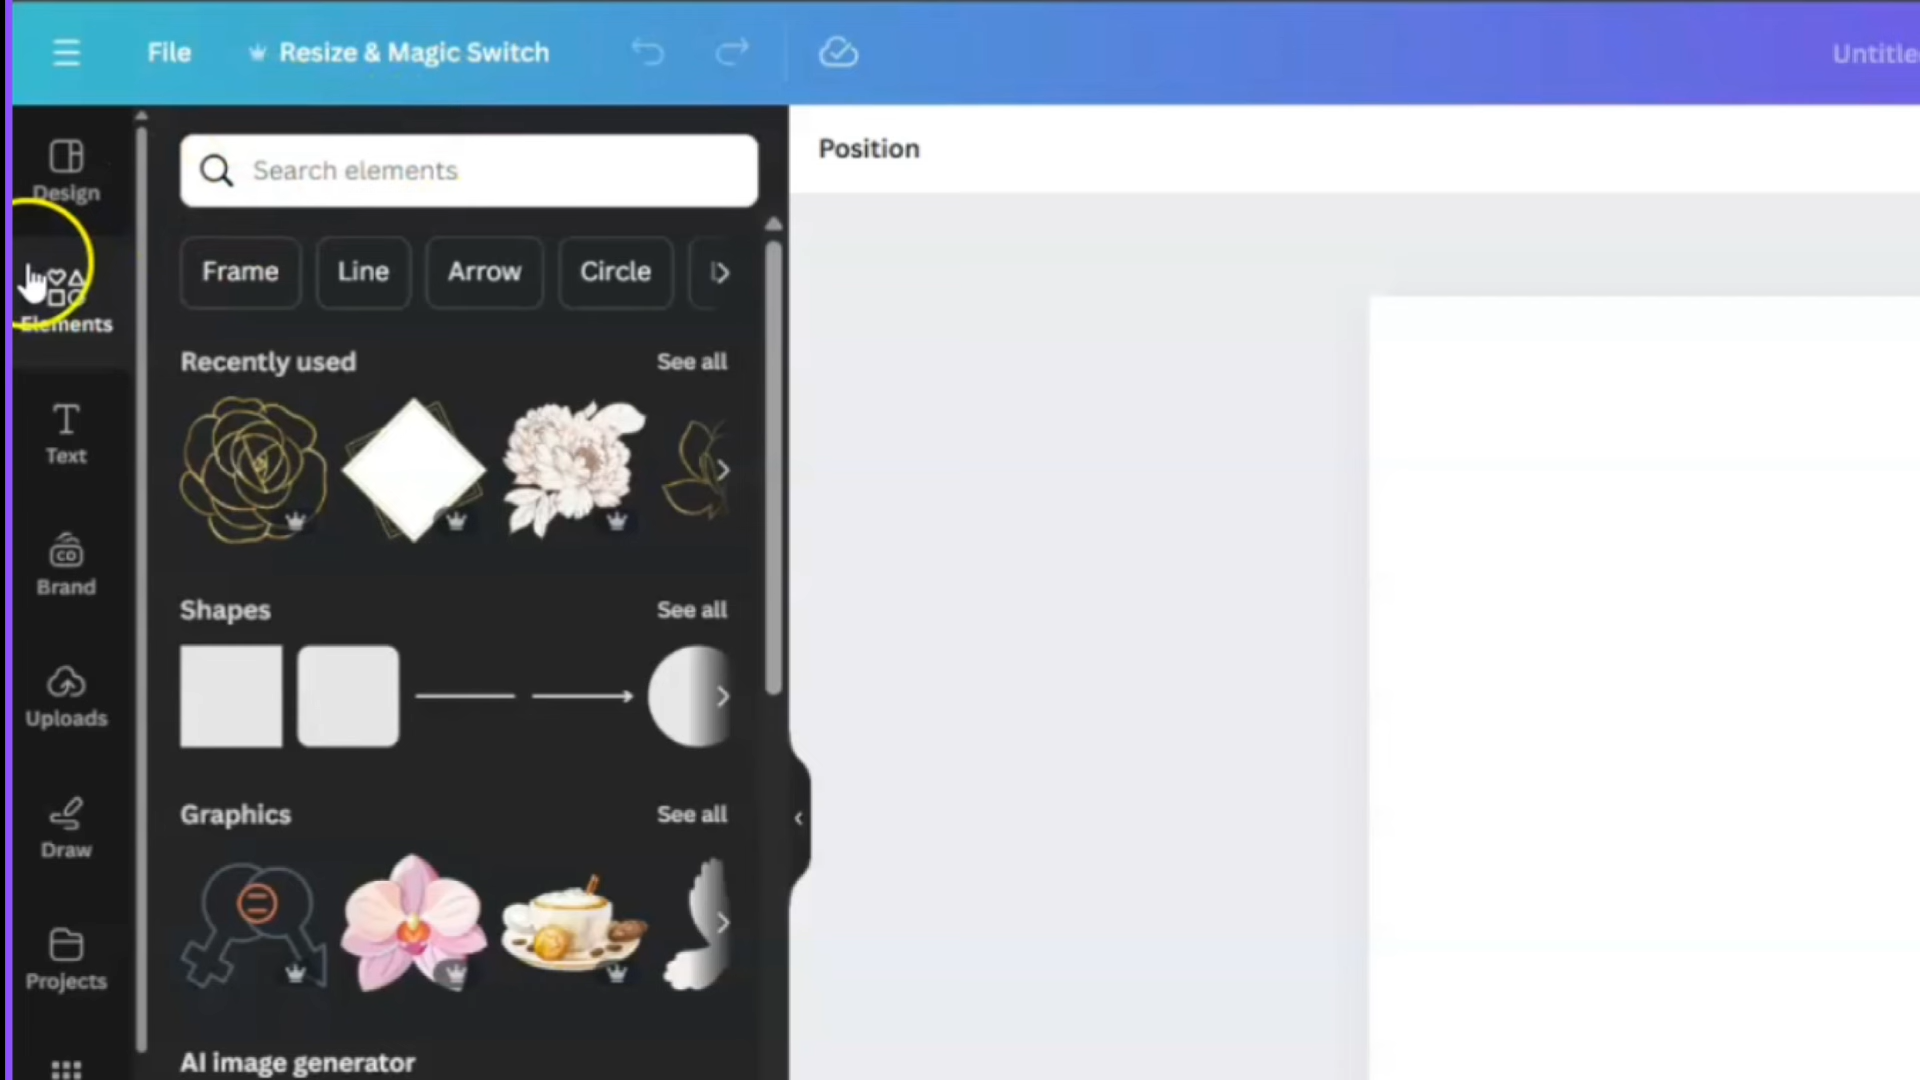 File
Resize & Magic Switch
Untitle
Design
Elements
Text
Brand
Uploads
Draw
Projects
Search elements
Frame
Line
Arrow
Circle
Recently used
See all
Shapes
See all
Graphics
See all
AI image generator
Position
CO